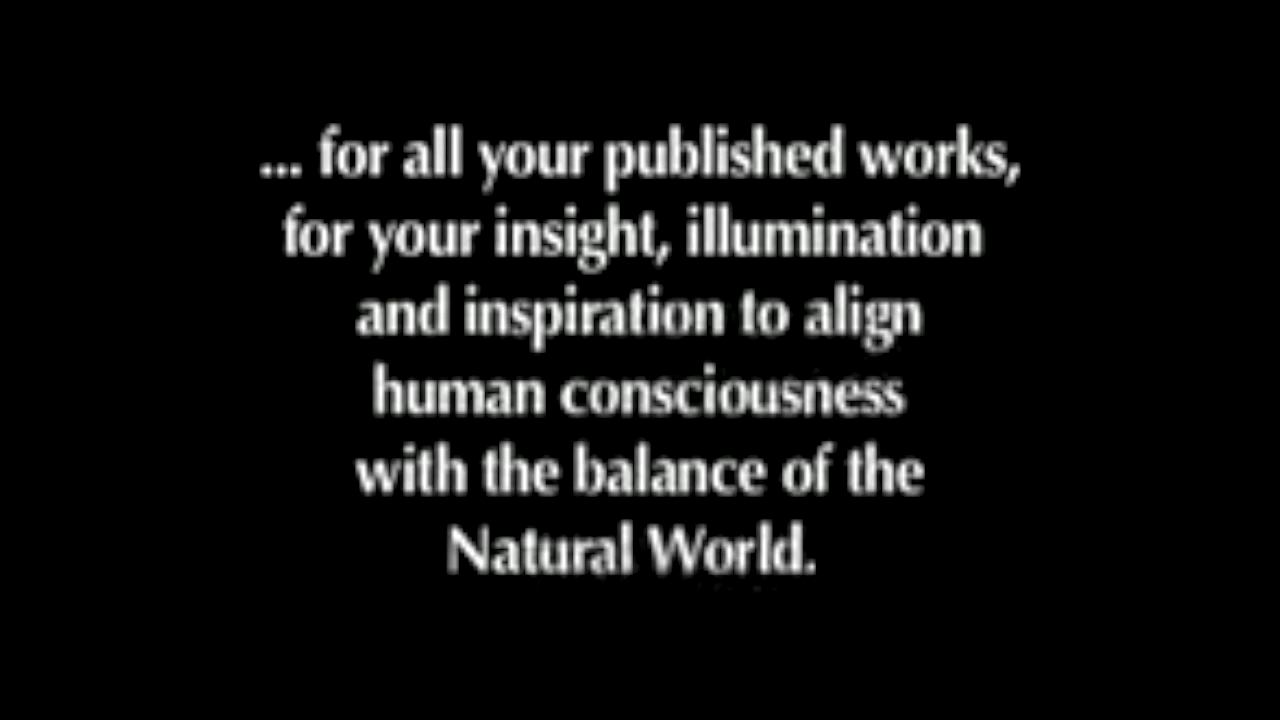 ... for all your published works,
for your insight, illumination
and inspiration to align
human consciousness
with the balance of the
Natural World.